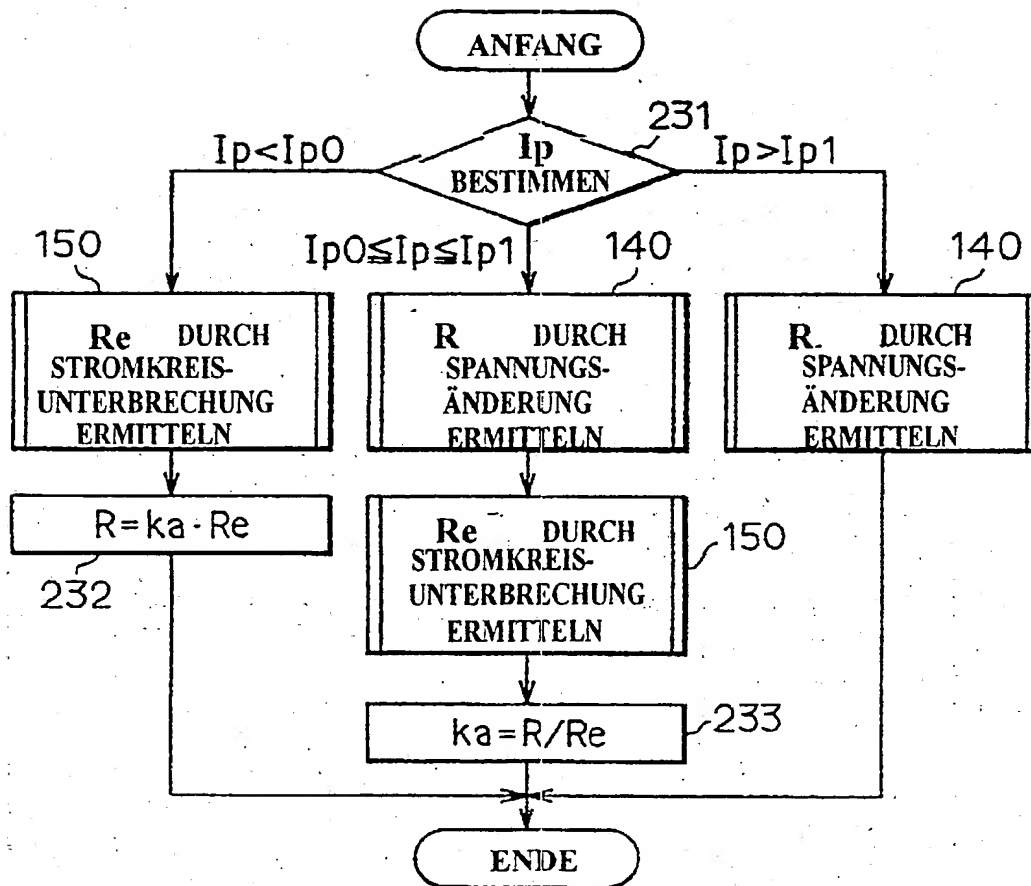 ANFANG
231
Ip<Ip0
Ip
BESTIMMEN
Ip>Ip1
Ip0≦Ip≦Ip1
150
Re DURCH
STROMKREIS-
UNTERBRECHUNG
ERMITTELN
R=ka·Re
232
140
R DURCH
SPANNUNGS-
ÄNDERUNG
ERMITTELN
Re DURCH
STROMKREIS-
UNTERBRECHUNG
ERMITTELN
150
ka=R/Re
233
140
R. DURCH
SPANNUNGS-
ÄNDERUNG
ERMITTELN
ENDE